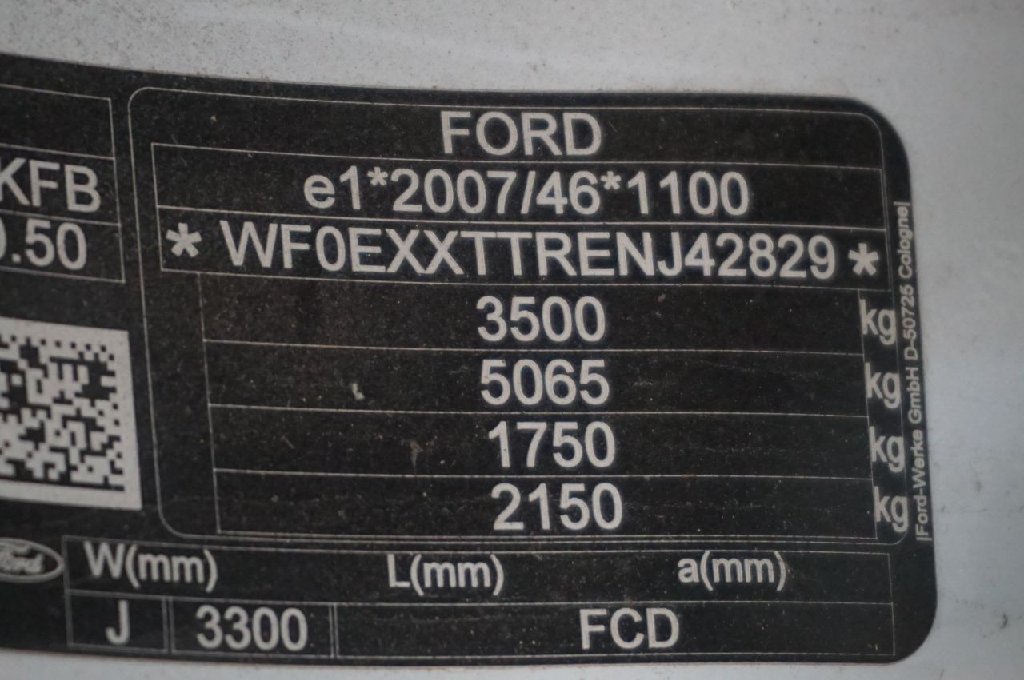 FORD
e1*2007/46*1100
* WF0EXXTTRENJ42829 *
3500 kg
5065 kg
1750 kg
2150 kg
KFB
.50
Ford
W(mm) L(mm) a(mm)
J 3300 FCD
Ford-Werke GmbH D-50725 Cologne